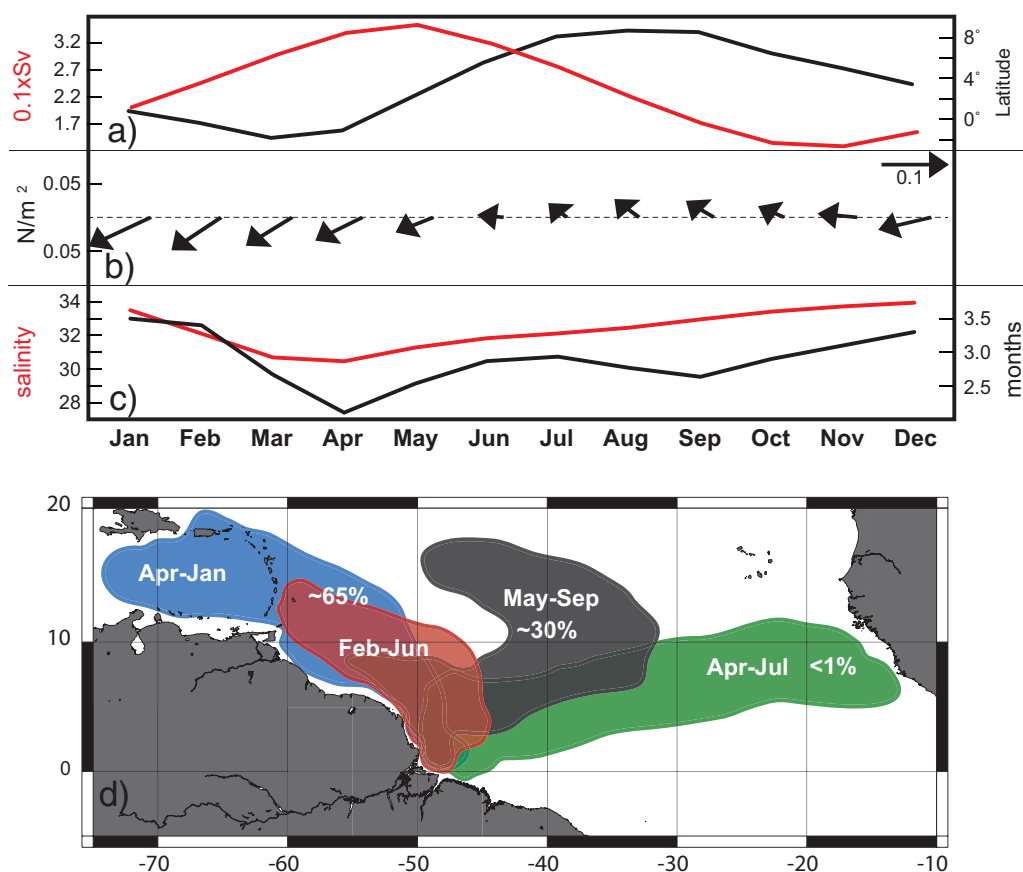 3.2
2.7
2.2
1.7
0.1xSv
a)
8°
4°
0°
Latitude
0.05
0.05
N/m²
b)
0.1
34
32
30
28
salinity
c)
3.5
3.0
2.5
months
Jan Feb Mar Apr May Jun Jul Aug Sep Oct Nov Dec
20
10
0
Apr-Jan
~65%
Feb-Jun
May-Sep
~30%
Apr-Jul <1%
d)
-70 -60 -50 -40 -30 -20 -10